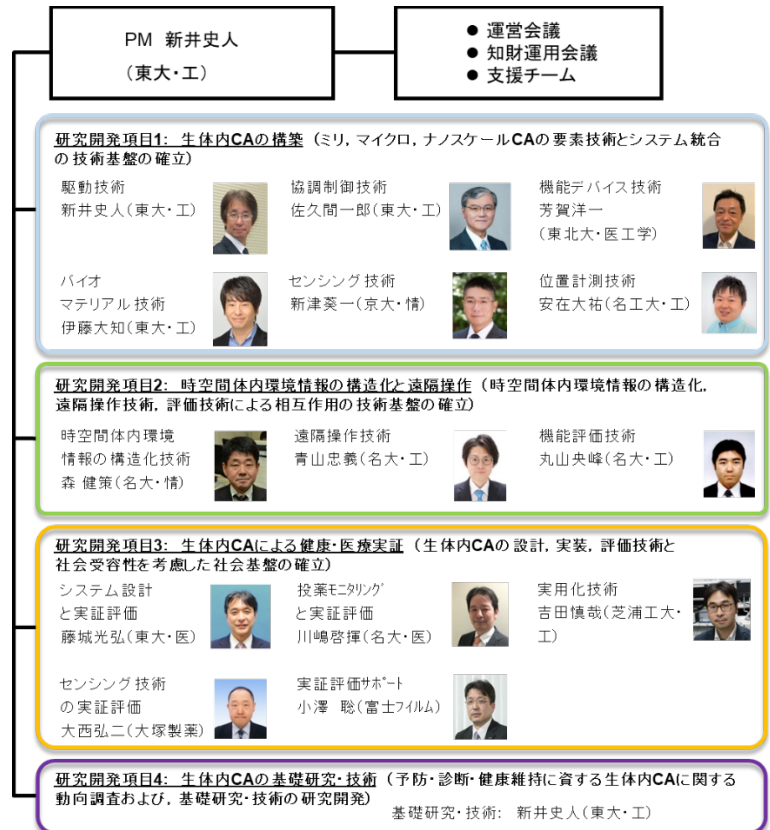 PM 新井史人
（東大・工）
● 運営会議
● 知財運用会議
● 支援チーム
研究開発項目1: 生体内CAの構築（ミリ，マイクロ，ナノスケールCAの要素技術とシステム統合
の技術基盤の確立）
駆動技術
新井史人（東大・工）
協調制御技術
佐久間一郎（東大・工）
機能デバイス技術
芳賀洋一
（東北大・医工学）
バイオ
マテリアル技術
伊藤大知（東大・工）
センシング技術
新津葵一（京大・情）
位置計測技術
安在大祐（名工大・工）
研究開発項目2: 時空間体内環境情報の構造化と遠隔操作（時空間体内環境情報の構造化，
遠隔操作技術，評価技術による相互作用の技術基盤の確立）
時空間体内環境
情報の構造化技術
森 健策（名大・情）
遠隔操作技術
青山忠義（名大・工）
機能評価技術
丸山央峰（名大・工）
研究開発項目3: 生体内CAによる健康・医療実証（生体内CAの設計，実装，評価技術と
社会受容性を考慮した社会基盤の確立）
システム設計
と実証評価
藤城光弘（東大・医）
投薬ﾓﾆﾀﾘﾝｸﾞ
と実証評価
川嶋啓揮（名大・医）
実用化技術
吉田慎哉（芝浦工大・
工）
センシング技術
の実証評価
大西弘二（大塚製薬）
実証評価ｻﾎﾟｰﾄ
小澤 聡（富士フイルム）
研究開発項目4: 生体内CAの基礎研究・技術（予防・診断・健康維持に資する生体内CAに関する
動向調査および，基礎研究・技術の研究開発）
基礎研究・技術: 新井史人（東大・工）